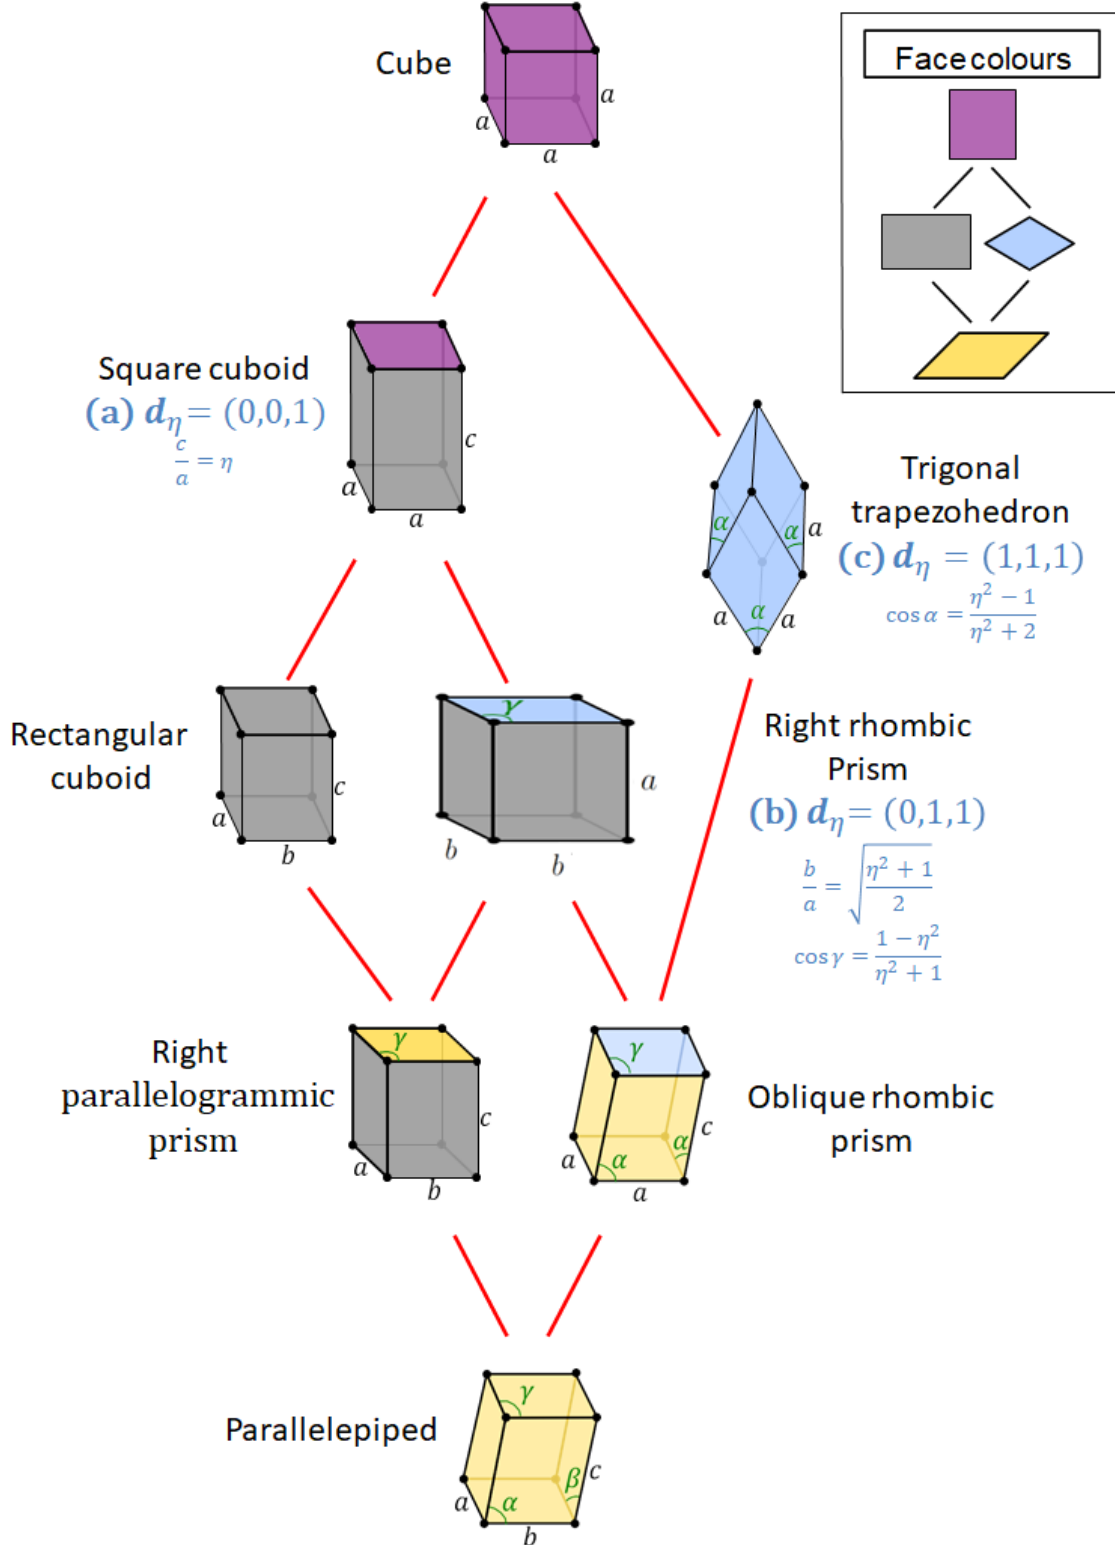 Cube
a
a
a
Face colours
Square cuboid
(a) d_η = (0,0,1)
c/a = η
c
a
a
Trigonal
trapezohedron
(c) d_η = (1,1,1)
cos α = (η² − 1)/(η² + 2)
α
α
a
a
α
a
Rectangular
cuboid
c
a
b
γ
a
b
b
Right rhombic
Prism
(b) d_η = (0,1,1)
b/a = √((η² + 1)/2)
cos γ = (1 − η²)/(η² + 1)
Right
parallelogrammic
prism
γ
c
a
b
γ
c
α
a
α
a
Oblique rhombic
prism
Parallelepiped
γ
c
β
a
α
b